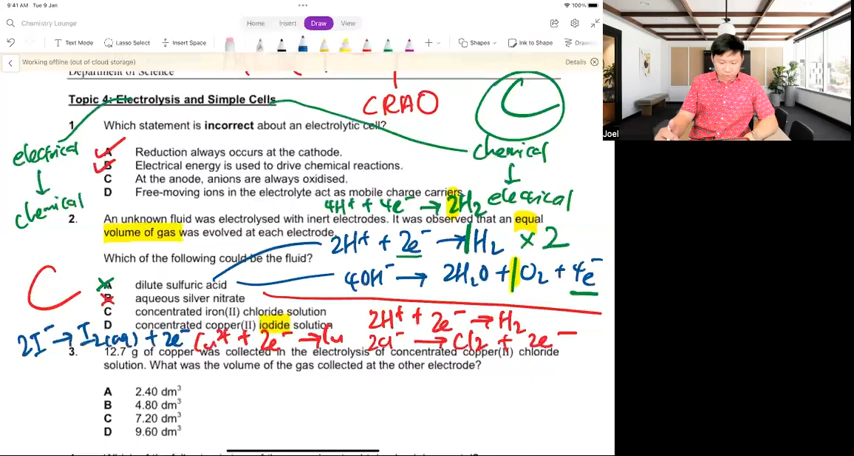 9:41 AM Tue 9 Jan
100%
Chemistry Lounge
Home Insert Draw View
Text Mode Lasso Select Insert Space Shapes Ink to Shape Drawin
Working offline (out of cloud storage) Details
Department of Science
CRAO
C
Topic 4: Electrolysis and Simple Cells
1. Which statement is incorrect about an electrolytic cell?
electrical
↓
chemical
chemical
↓
electrical
A Reduction always occurs at the cathode.
B Electrical energy is used to drive chemical reactions.
C At the anode, anions are always oxidised.
D Free-moving ions in the electrolyte act as mobile charge carriers.
4H⁺ + 4e⁻ → 2H₂
2. An unknown fluid was electrolysed with inert electrodes. It was observed that an equal
volume of gas was evolved at each electrode.
2H⁺ + 2e⁻ → 1H₂ × 2
Which of the following could be the fluid?
4OH⁻ → 2H₂O + 1O₂ + 4e⁻
C
A dilute sulfuric acid
B aqueous silver nitrate
C concentrated iron(II) chloride solution
D concentrated copper(II) iodide solution
2H⁺ + 2e⁻ → H₂
2I⁻ → I₂(aq) + 2e⁻ Cu²⁺ + 2e⁻ → Cu
2Cl⁻ → Cl₂ + 2e⁻
3. 12.7 g of copper was collected in the electrolysis of concentrated copper(II) chloride
solution. What was the volume of the gas collected at the other electrode?
A 2.40 dm³
B 4.80 dm³
C 7.20 dm³
D 9.60 dm³
Joel